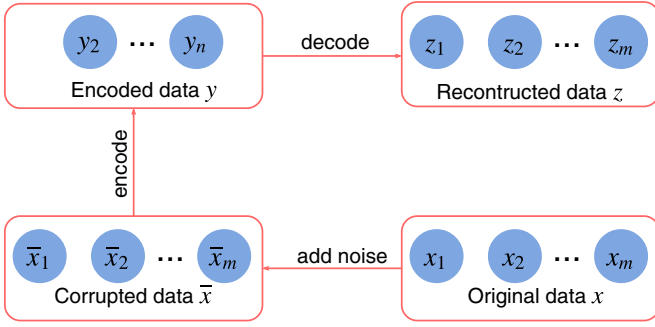 y₂ ... yₙ
Encoded data y
decode
z₁ z₂ ... zₘ
Recontructed data z
encode
x̅₁ x̅₂ ... x̅ₘ
Corrupted data x̅
add noise
x₁ x₂ ... xₘ
Original data x